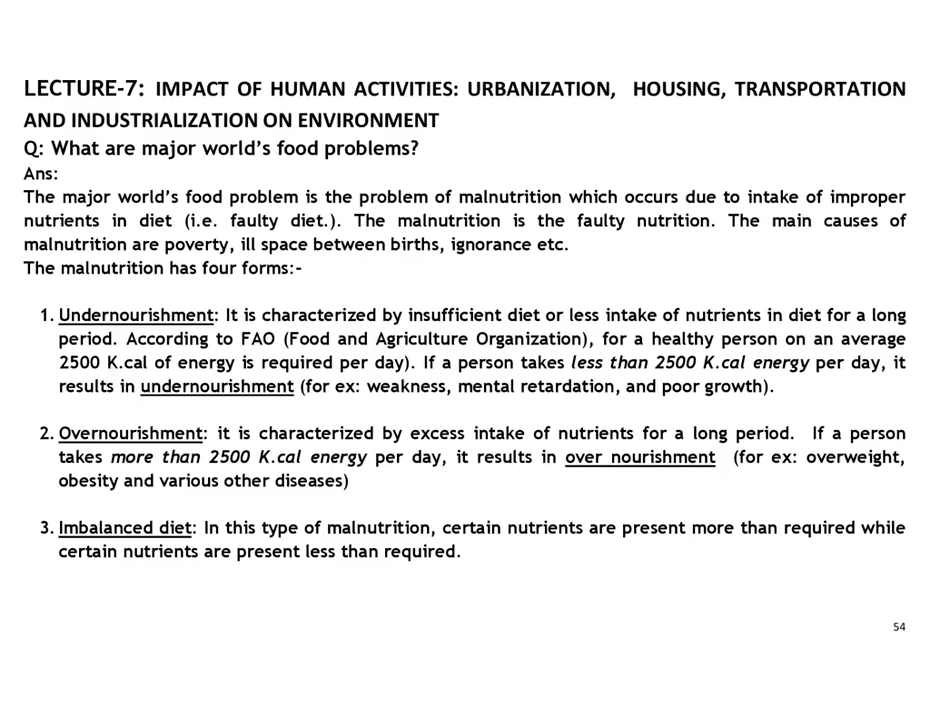 LECTURE-7: IMPACT OF HUMAN ACTIVITIES: URBANIZATION, HOUSING, TRANSPORTATION
AND INDUSTRIALIZATION ON ENVIRONMENT
Q: What are major world's food problems?
Ans:
The major world's food problem is the problem of malnutrition which occurs due to intake of improper
nutrients in diet (i.e. faulty diet.). The malnutrition is the faulty nutrition. The main causes of
malnutrition are poverty, ill space between births, ignorance etc.
The malnutrition has four forms:-
1. Undernourishment: It is characterized by insufficient diet or less intake of nutrients in diet for a long
period. According to FAO (Food and Agriculture Organization), for a healthy person on an average
2500 K.cal of energy is required per day). If a person takes less than 2500 K.cal energy per day, it
results in undernourishment (for ex: weakness, mental retardation, and poor growth).
2. Overnourishment: it is characterized by excess intake of nutrients for a long period. If a person
takes more than 2500 K.cal energy per day, it results in over nourishment (for ex: overweight,
obesity and various other diseases)
3. Imbalanced diet: In this type of malnutrition, certain nutrients are present more than required while
certain nutrients are present less than required.
54